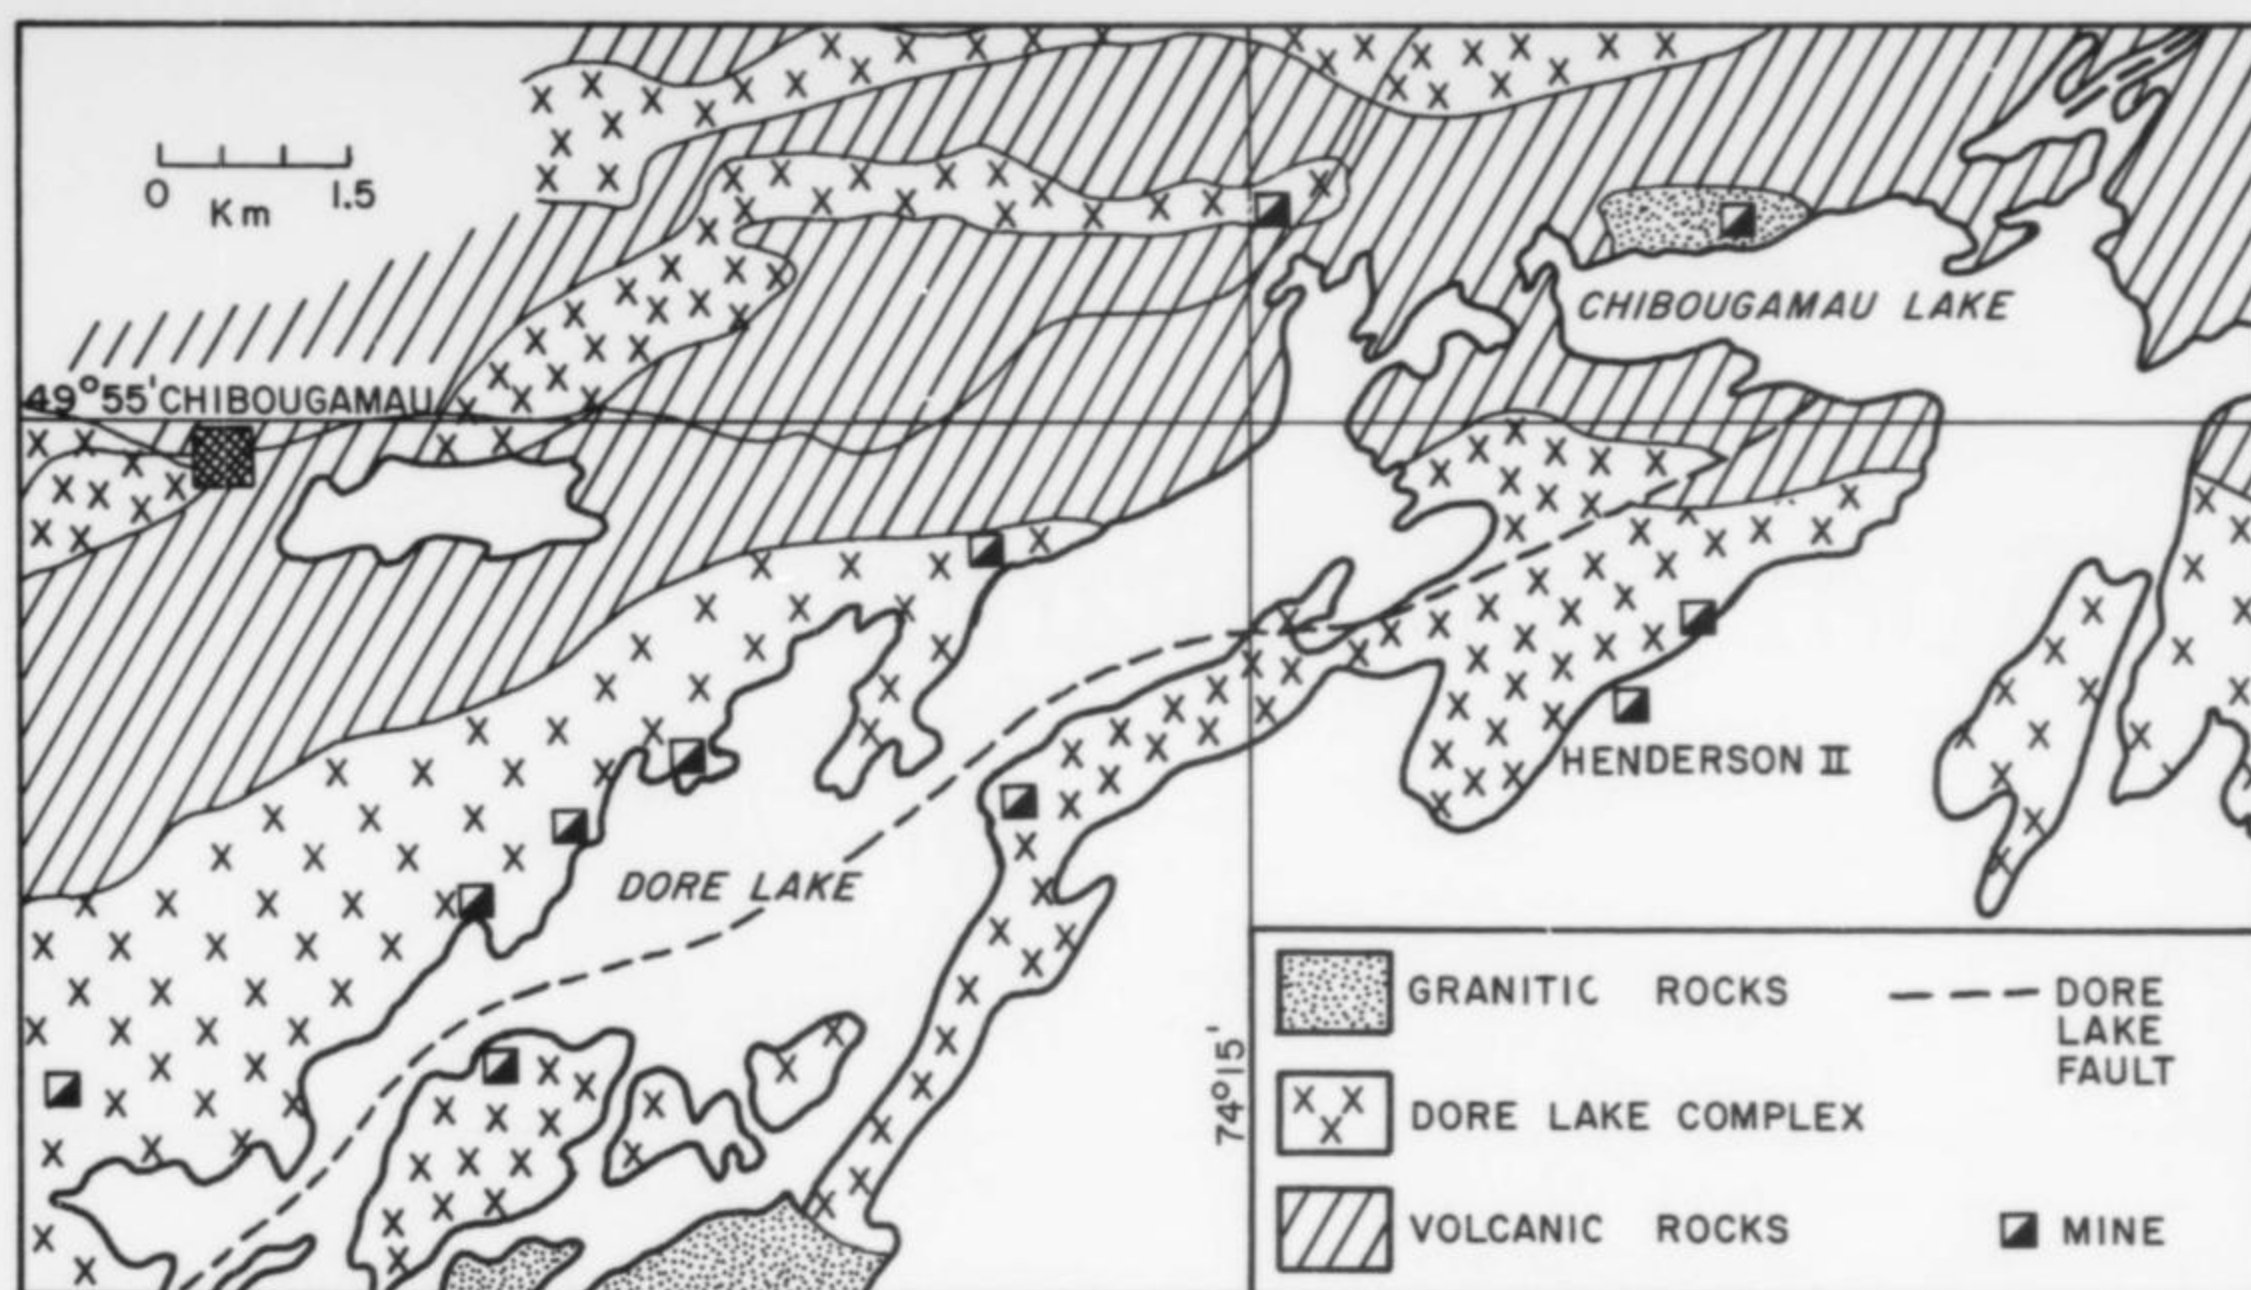 0 1.5
Km
CHIBOUGAMAU LAKE
49°55' CHIBOUGAMAU
HENDERSON II
DORE LAKE
74°15'
GRANITIC ROCKS
DORE
LAKE
FAULT
DORE LAKE COMPLEX
VOLCANIC ROCKS
MINE